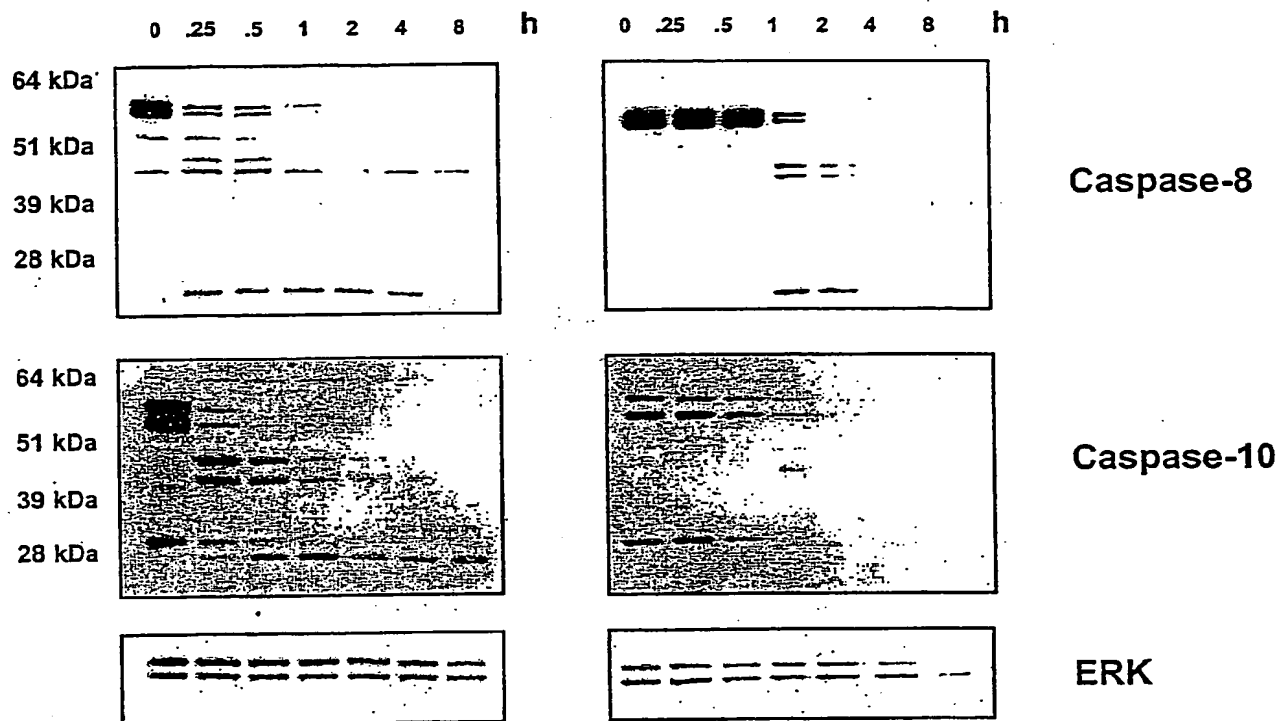 0 .25 .5 1 2 4 8 h
0 .25 .5 1 2 4 8 h
64 kDa
51 kDa
39 kDa
28 kDa
Caspase-8
64 kDa
51 kDa
39 kDa
28 kDa
Caspase-10
ERK